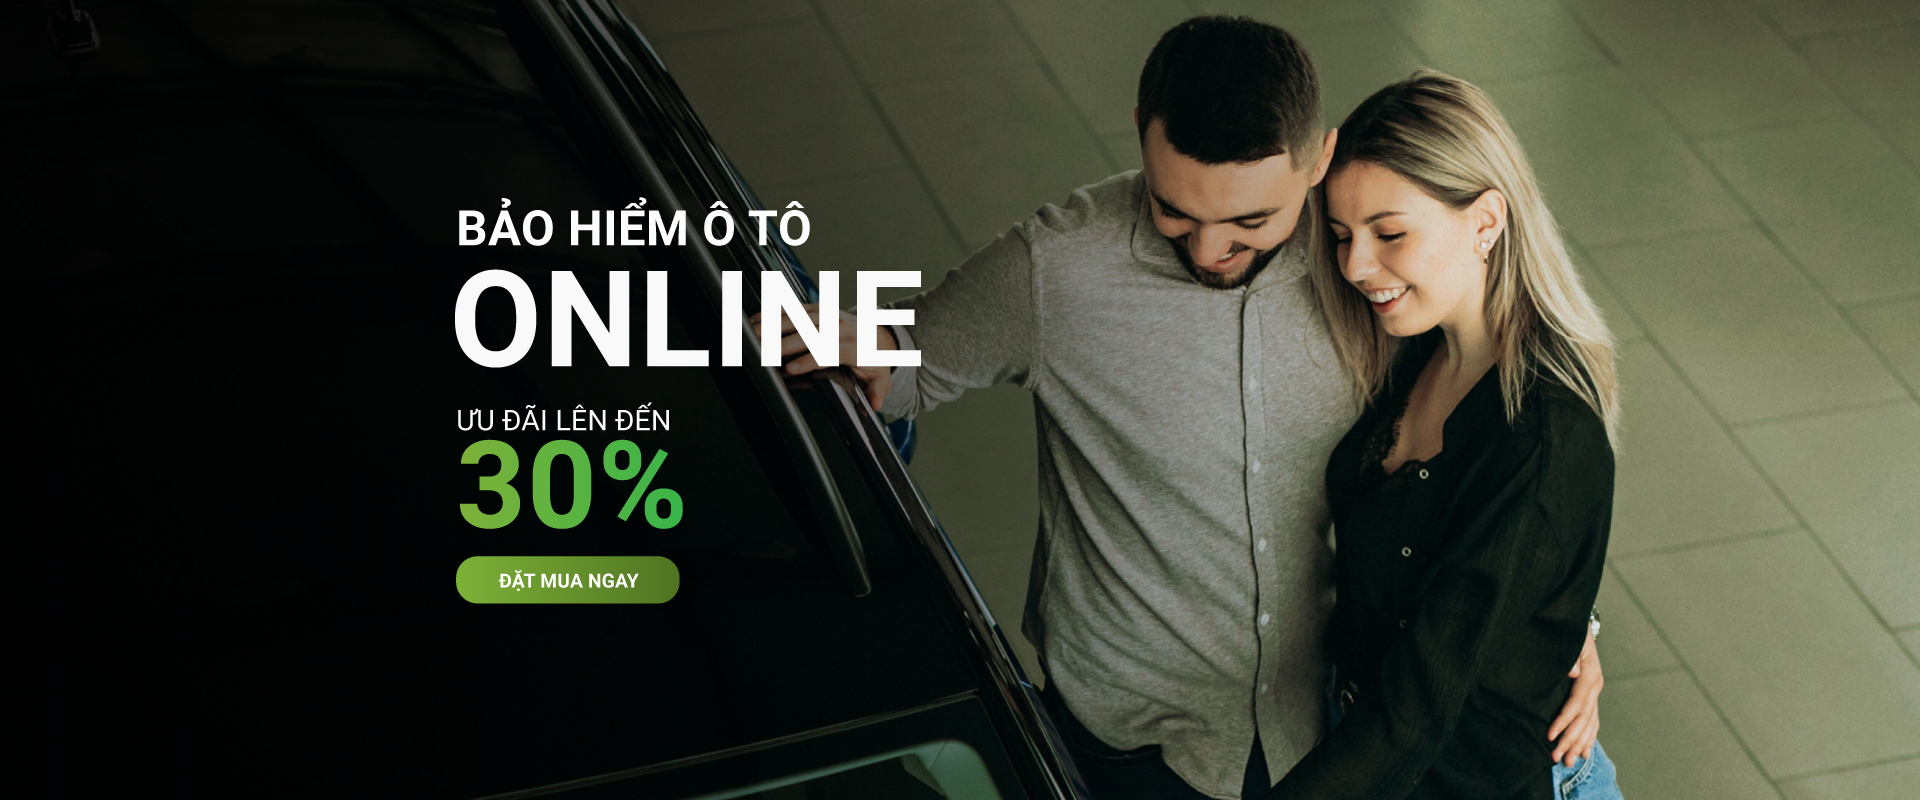 BẢO HIỂM Ô TÔ
ONLINE
ƯU ĐÃI LÊN ĐẾN
30%
ĐẶT MUA NGAY